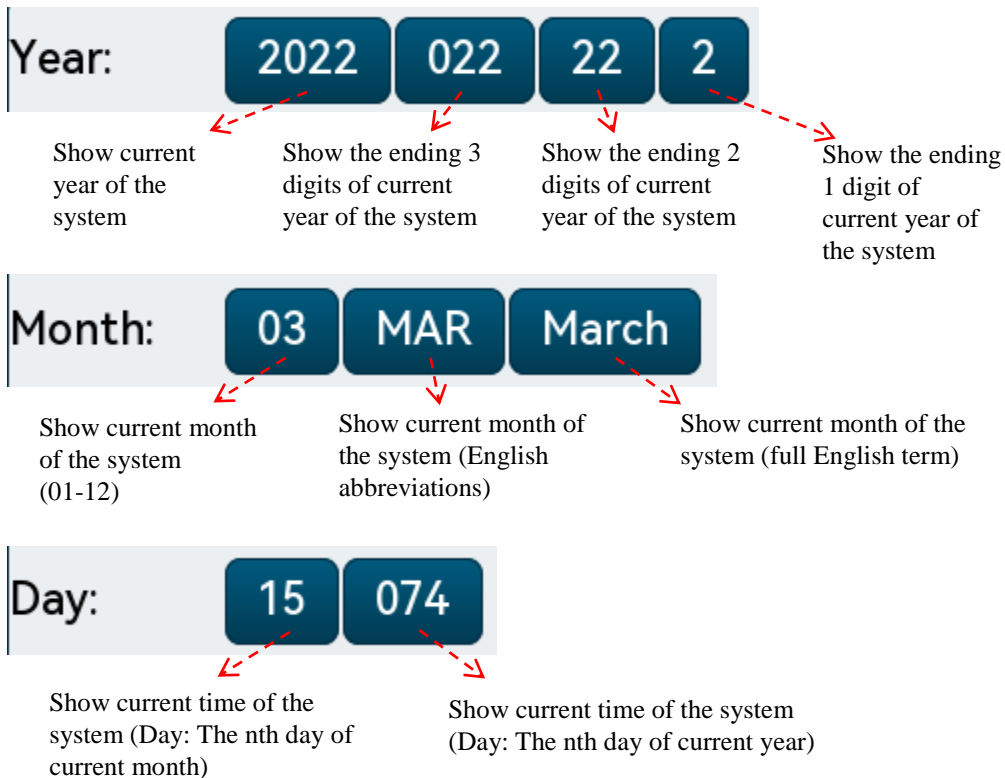 Year: 2022 022 22 2
Show current
year of the
system
Show the ending 3
digits of current
year of the system
Show the ending 2
digits of current
year of the system
Show the ending
1 digit of
current year of
the system
Month: 03 MAR March
Show current month
of the system
(01-12)
Show current month of
the system (English
abbreviations)
Show current month of the
system (full English term)
Day: 15 074
Show current time of the
system (Day: The nth day of
current month)
Show current time of the system
(Day: The nth day of current year)